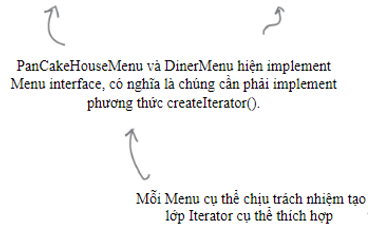 PanCakeHouseMenu và DinerMenu hiện implement
Menu interface, có nghĩa là chúng cần phải implement
phương thức createIterator().
Mỗi Menu cụ thể chịu trách nhiệm tạo
lớp Iterator cụ thể thích hợp